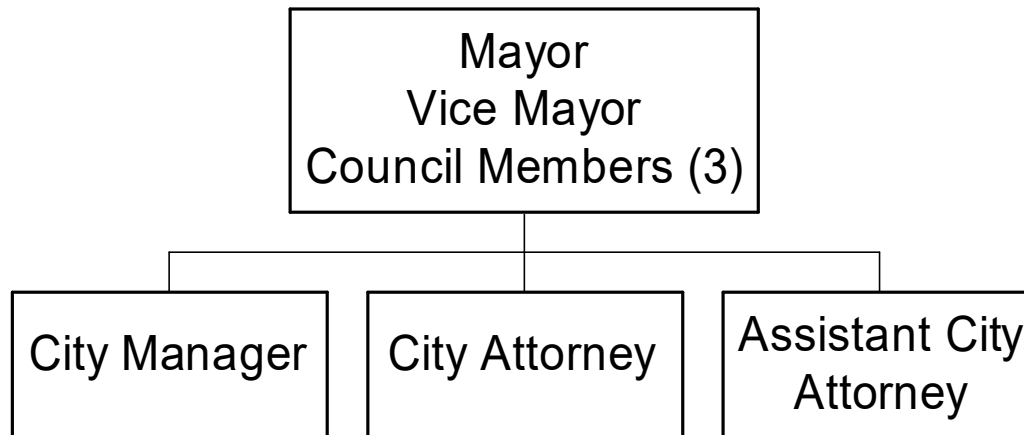 Mayor
Vice Mayor
Council Members (3)
City Manager
City Attorney
Assistant City
Attorney